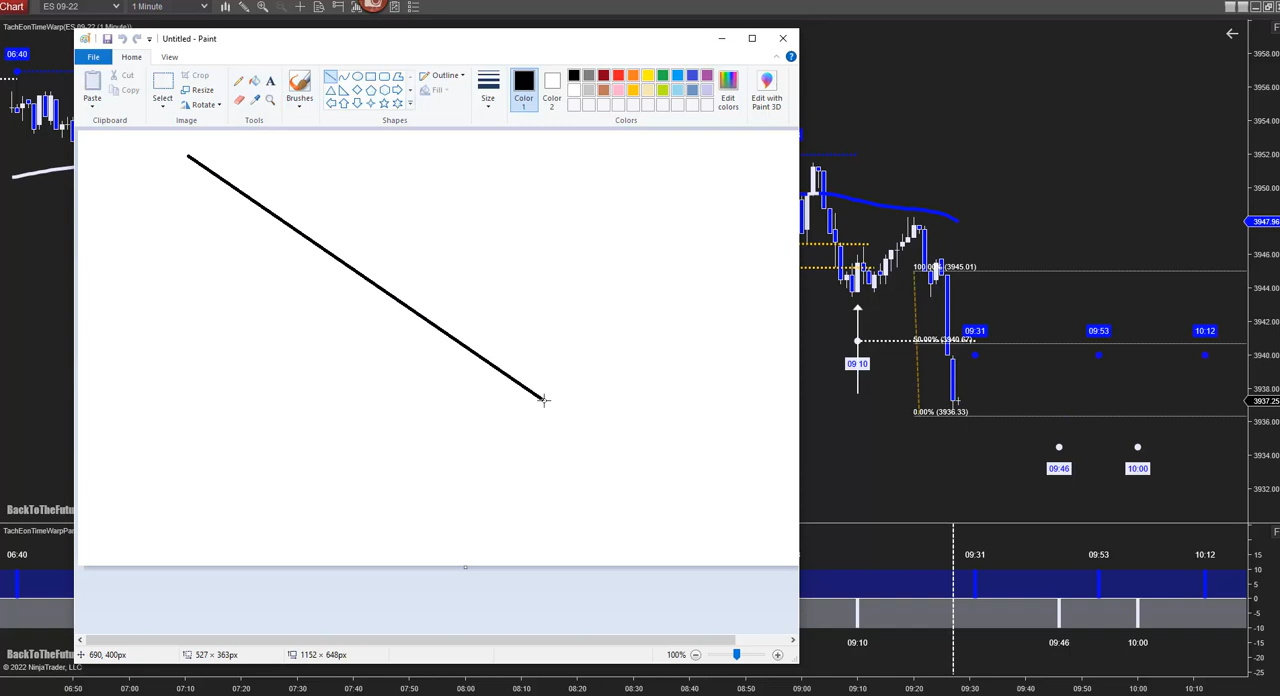 Chart ES 09-22 1 Minute
TachEonTimeWarp(ES 09-22 (1 Minute))
06:40
Untitled - Paint
File Home View
Paste
Cut
Copy
Clipboard
Select
Crop
Resize
Rotate
Image
Tools
Brushes
Outline
Fill
Shapes
Size
Color 1
Color 2
Colors
Edit colors
Edit with Paint 3D
100.00% (3945.01)
50.00% (3940.67)
0.00% (3936.33)
09:10
09:31
09:53
10:12
09:46
10:00
F
3958.00
3956.00
3954.00
3952.00
3950.00
3947.96
3946.00
3944.00
3942.00
3940.00
3938.00
3937.25
3936.00
3934.00
3932.00
BackToTheFutu
TachEonTimeWarpPa
06:40
09:31
09:53
10:12
09:10
09:46
10:00
F
15
10
5
0
-5
-10
-15
-20
-25
BackToTheFutu
© 2022 NinjaTrader, LLC
690, 400px
527 × 363px
1152 × 648px
100%
06:50 07:00 07:10 07:20 07:30 07:40 07:50 08:00 08:10 08:20 08:30 08:40 08:50 09:00 09:10 09:20 09:30 09:40 09:50 10:00 10:10